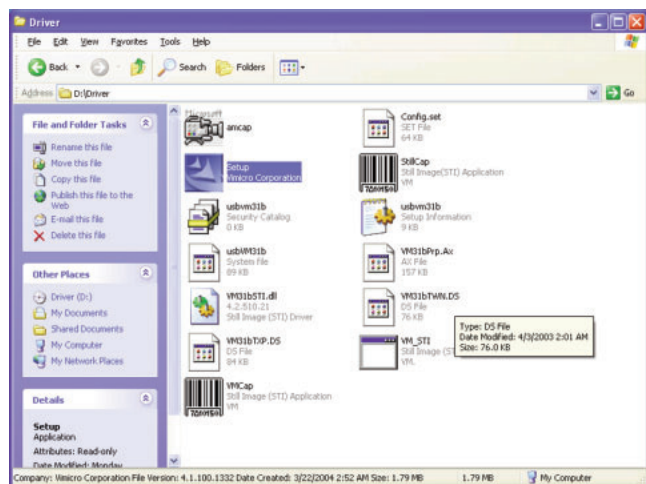 Driver
File Edit View Favorites Tools Help
Back Search Folders
Address D:\Driver Go
File and Folder Tasks
Rename this file
Move this file
Copy this file
Publish this file to the
Web
E-mail this file
Delete this file
Other Places
Driver (D:)
My Documents
Shared Documents
My Computer
My Network Places
Details
Setup
Application
Attributes: Read-only
Date Modified: Monday,
Microsoft
amcap
Config.set
SET File
64 KB
Setup
Vimicro Corporation
StillCap
Still Image(STI) Application
VM
usbvm31b
Security Catalog
0 KB
usbvm31b
Setup Information
9 KB
usbVM31b
System file
89 KB
VM31bPrp.Ax
AX File
157 KB
VM31bSTI.dll
4.2.510.21
Still Image (STI) Driver
VM31bTWN.DS
DS File
76 KB
Type: DS File
Date Modified: 4/3/2003 2:01 AM
Size: 76.0 KB
VM31bTXP.DS
DS File
84 KB
VM_STI
Still Image (S
VM.
VMCap
Still Image (STI) Application
VM
Company: Vimicro Corporation File Version: 4.1.100.1332 Date Created: 3/22/2004 2:52 AM Size: 1.79 MB 1.79 MB My Computer